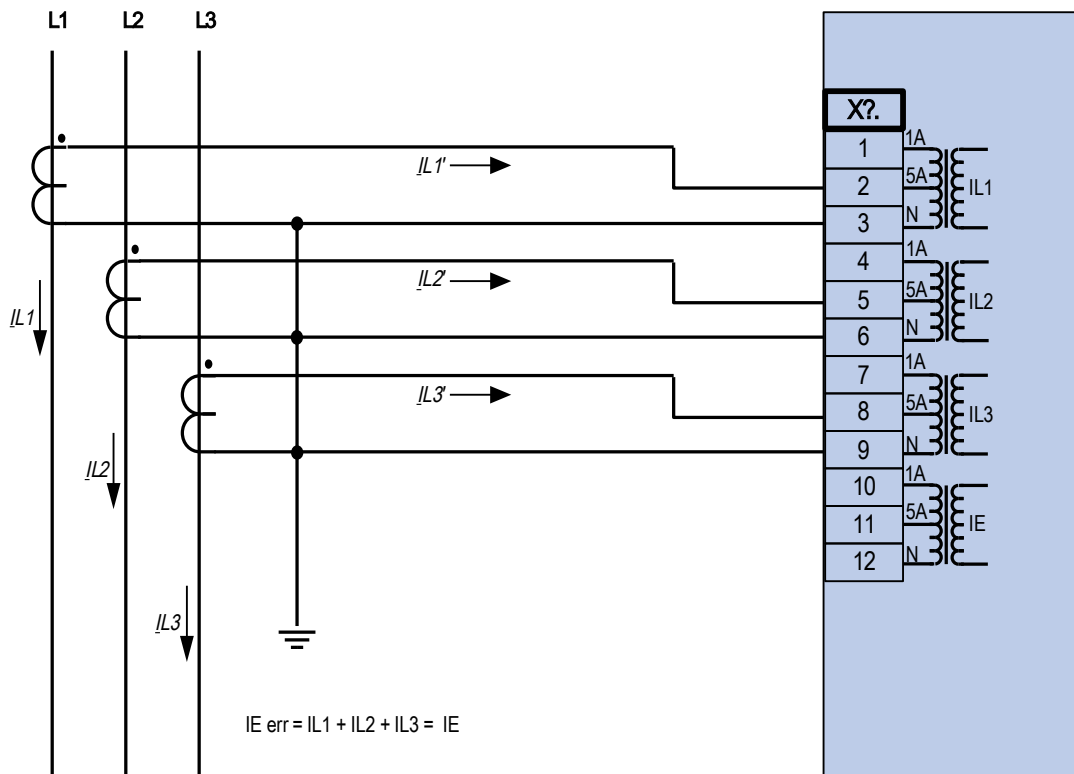 L1 L2 L3
X?.
1 1A
IL1'
2 5A IL1
3 N
4 1A
IL2'
5 5A IL2
IL1
6 N
7 1A
IL3'
8 5A IL3
9 N
IL2
10 1A
11 5A IE
12 N
IL3
IE err = IL1 + IL2 + IL3 = IE